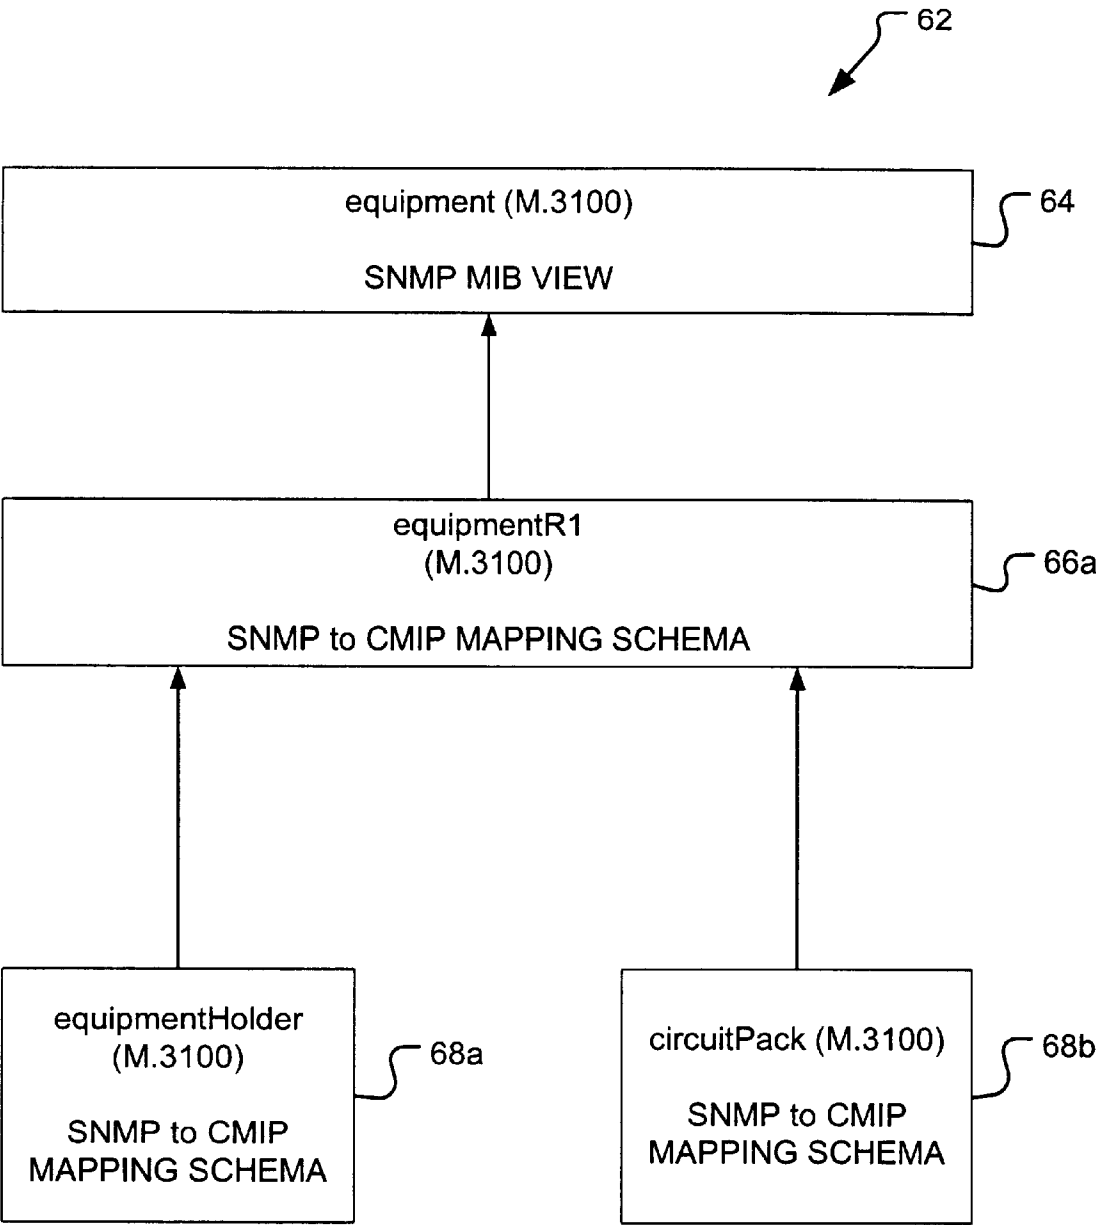 62
equipment (M.3100)
64
SNMP MIB VIEW
equipmentR1
(M.3100)
66a
SNMP to CMIP MAPPING SCHEMA
equipmentHolder
(M.3100)
68a
SNMP to CMIP
MAPPING SCHEMA
circuitPack (M.3100)
68b
SNMP to CMIP
MAPPING SCHEMA